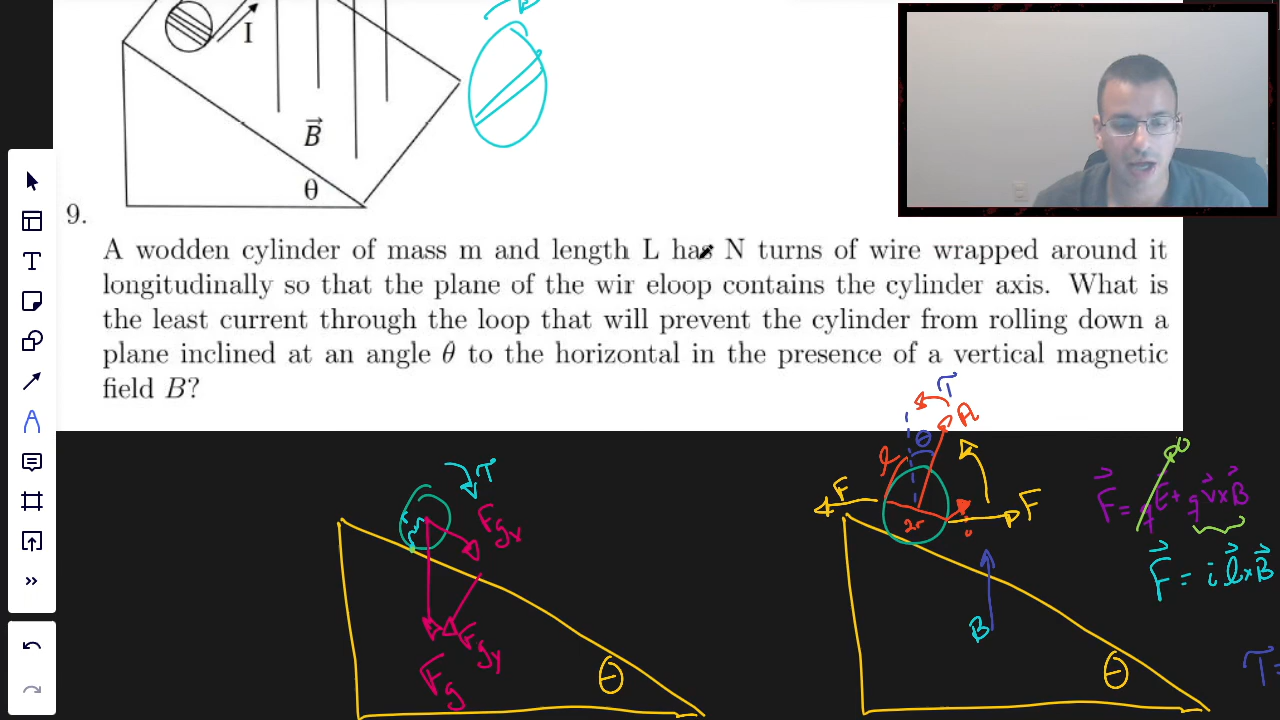 I
B⃗
θ
9.
A wodden cylinder of mass m and length L has N turns of wire wrapped around it
longitudinally so that the plane of the wir eloop contains the cylinder axis. What is
the least current through the loop that will prevent the cylinder from rolling down a
plane inclined at an angle θ to the horizontal in the presence of a vertical magnetic
field B?
τ
Fgx
Fgy
Fg
θ
τ
A
θ
l
F
2r
F
B
θ
F⃗ = qE⃗ + qv⃗×B⃗
0
F⃗ = i l⃗×B⃗
τ=